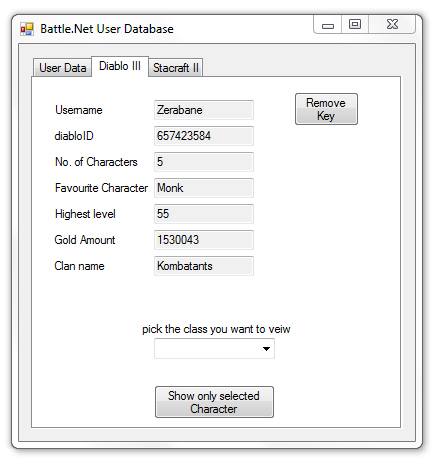 Battle.Net User Database
User Data Diablo III Stacraft II
Username Zerabane
Remove
Key
diabloID 657423584
No. of Characters 5
Favourite Character Monk
Highest level 55
Gold Amount 1530043
Clan name Kombatants
pick the class you want to veiw
Show only selected
Character